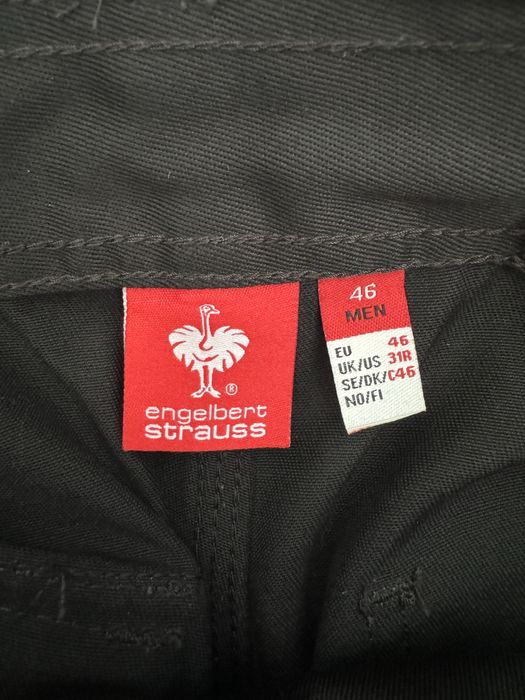 engelbert
strauss
®
46
MEN
EU 46
UK/US 31R
SE/DK/C46
NO/FI